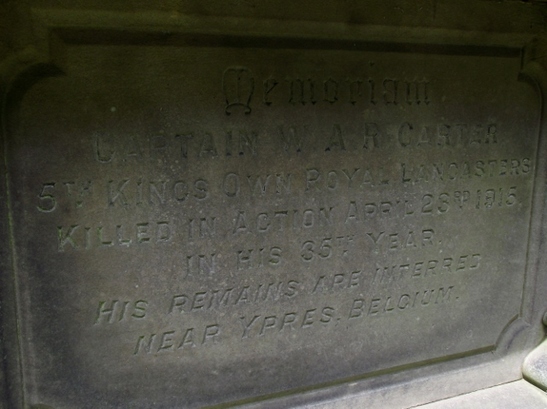 Memoriam
CAPTAIN W. A. R. CARTER
5TH KINGS OWN ROYAL LANCASTERS
KILLED IN ACTION APRIL 23RD 1915
IN HIS 35TH YEAR.
HIS REMAINS ARE INTERRED
NEAR YPRES. BELGIUM.